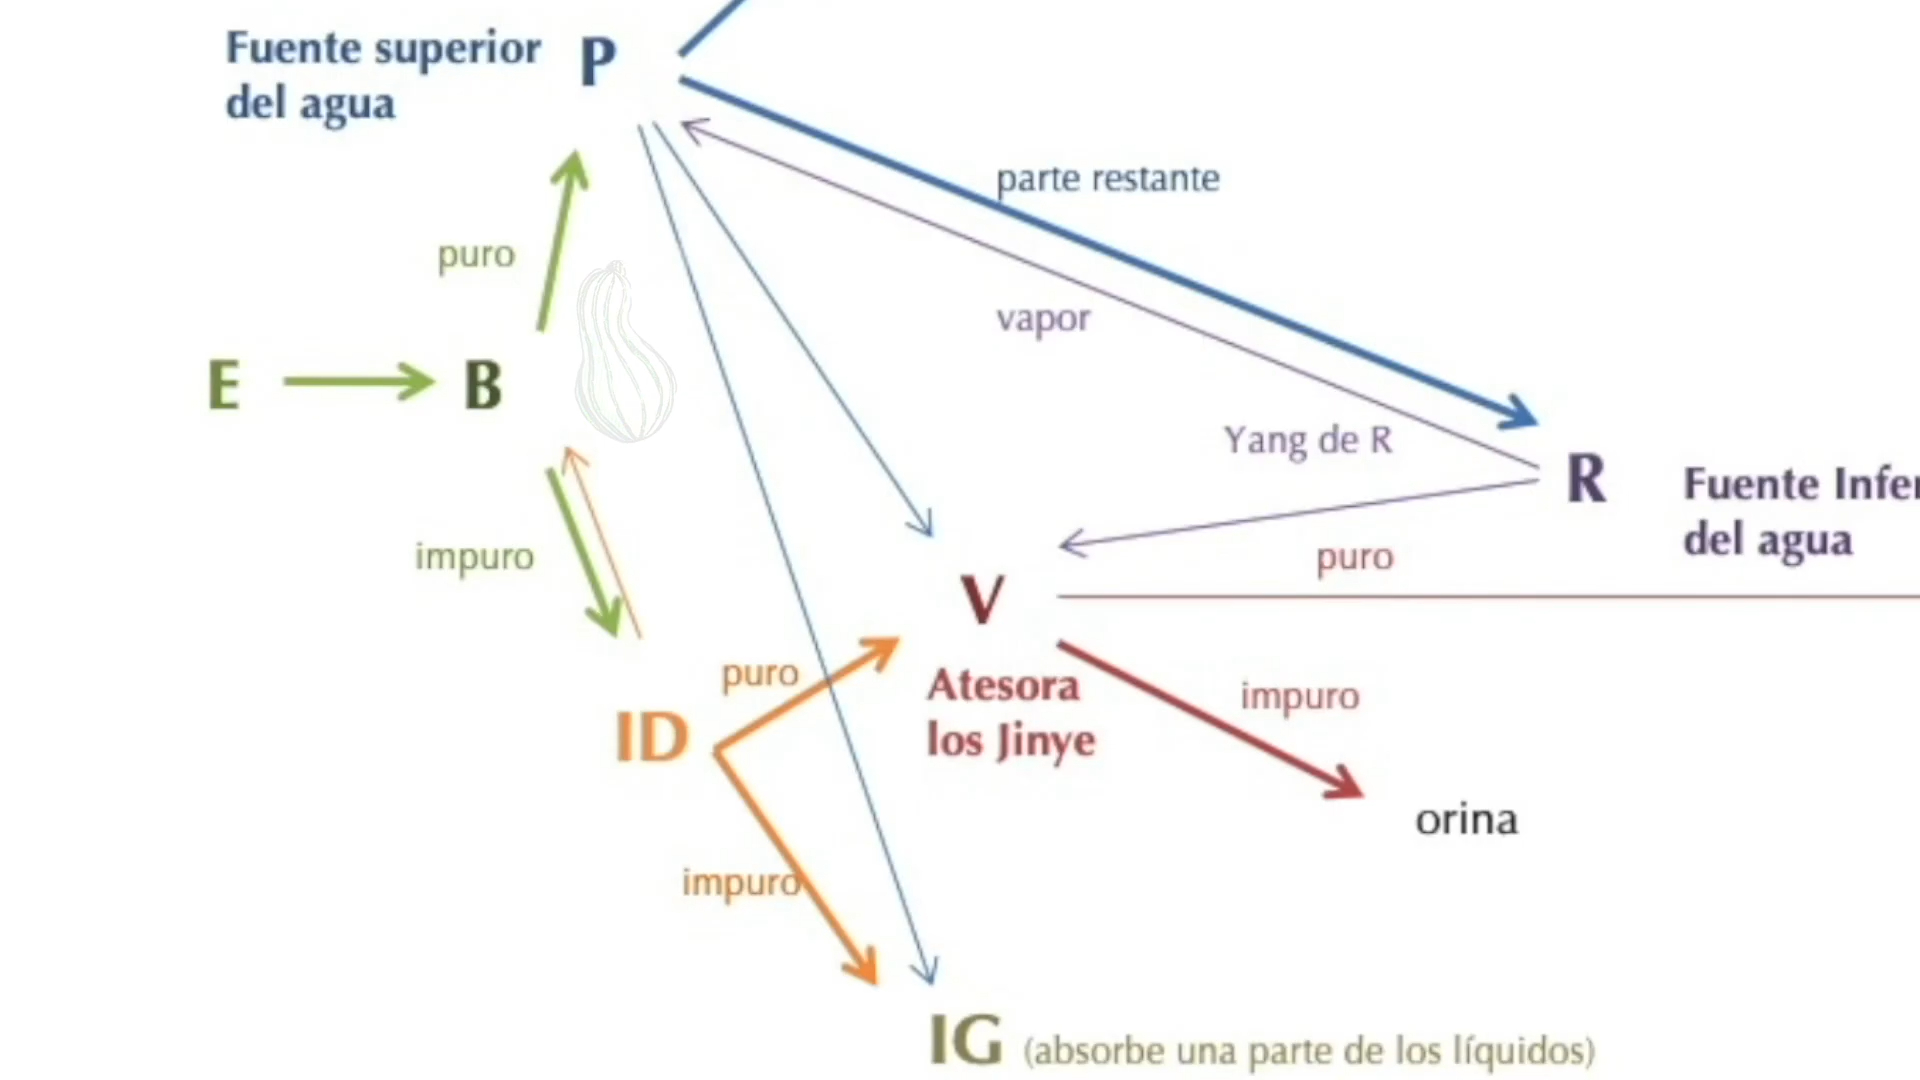 Fuente superior
del agua
P
parte restante
puro
vapor
E
B
Yang de R
R
Fuente
del agua
impuro
puro
V
puro
Atesora
los Jinye
impuro
ID
orina
impuro
IG (absorbe una parte de los líquidos)